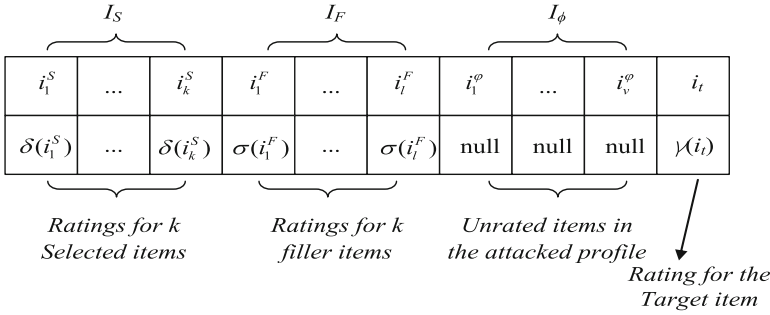 I_S I_F I_ϕ
i_1^S ... i_k^S i_1^F ... i_l^F i_1^φ ... i_v^φ i_t
δ(i_1^S) ... δ(i_k^S) σ(i_1^F) ... σ(i_l^F) null null null γ(i_t)
Ratings for k
Selected items
Ratings for k
filler items
Unrated items in
the attacked profile
Rating for the
Target item